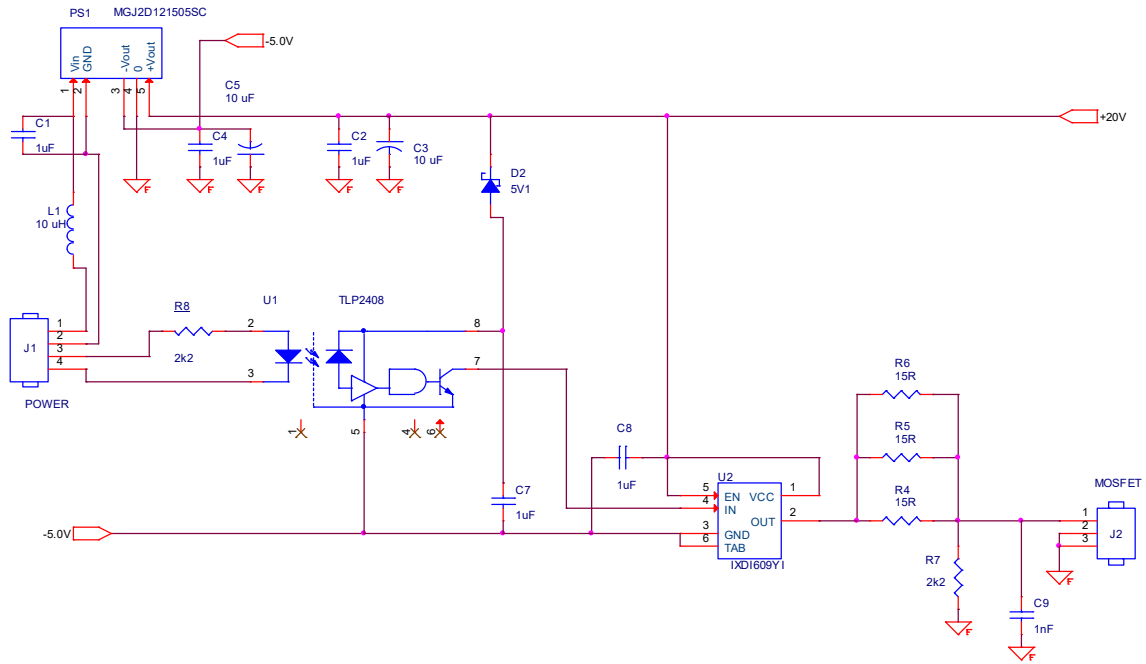 PS1 MGJ2D121505SC
Vin
GND
-Vout
0
+Vout
1
2
3
4
5
-5.0V
C5
10 uF
C1
1uF
C4
1uF
C2
1uF
C3
10 uF
+20V
F
F
F
F
D2
5V1
L1
10 uH
R8
2k2
U1
TLP2408
2
3
8
7
1
5
4
6
J1
1
2
3
4
POWER
R6
15R
R5
15R
R4
15R
C8
1uF
C7
1uF
-5.0V
U2
5
4
3
6
EN
IN
GND
TAB
VCC
OUT
1
2
IXDI609YI
MOSFET
1
2
3
J2
F
R7
2k2
F
C9
1nF
F